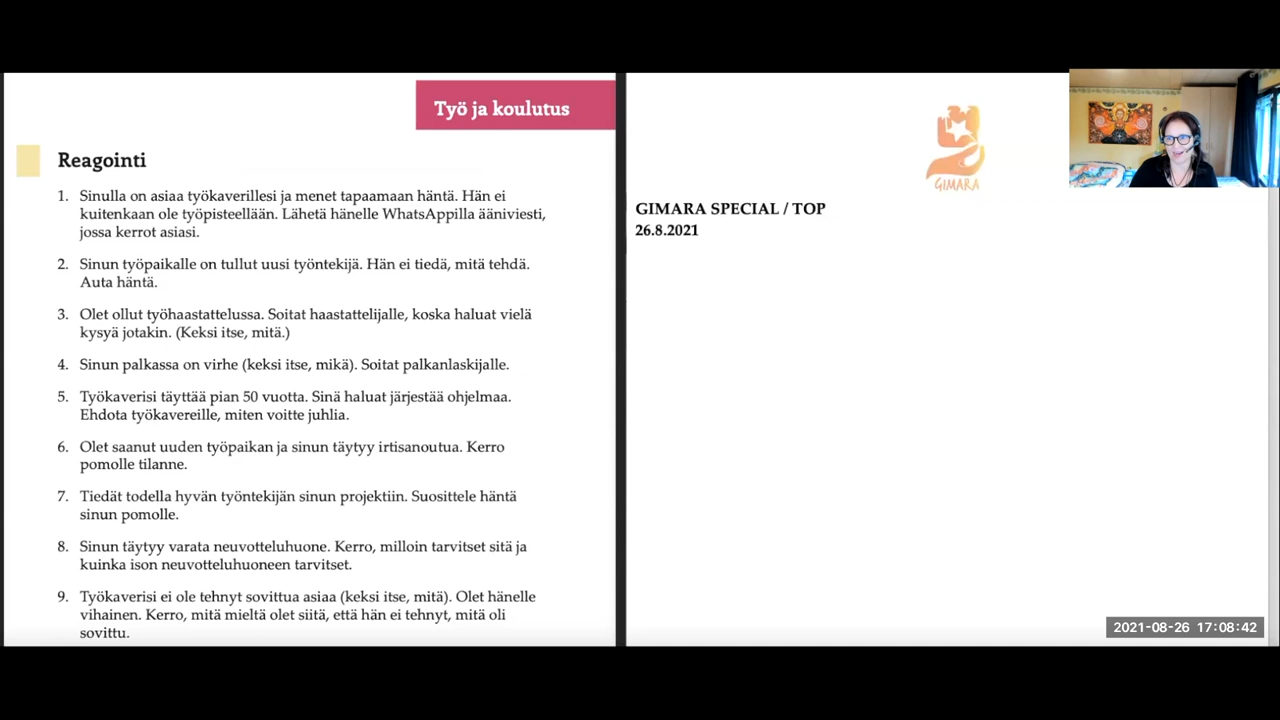 Työ ja koulutus
Reagointi
1. Sinulla on asiaa työkaverillesi ja menet tapaamaan häntä. Hän ei
kuitenkaan ole työpisteellään. Lähetä hänelle WhatsAppilla ääniviesti,
jossa kerrot asiasi.
2. Sinun työpaikalle on tullut uusi työntekijä. Hän ei tiedä, mitä tehdä.
Auta häntä.
3. Olet ollut työhaastattelussa. Soitat haastattelijalle, koska haluat vielä
kysyä jotakin. (Keksi itse, mitä.)
4. Sinun palkassa on virhe (keksi itse, mikä). Soitat palkanlaskijalle.
5. Työkaverisi täyttää pian 50 vuotta. Sinä haluat järjestää ohjelmaa.
Ehdota työkavereille, miten voitte juhlia.
6. Olet saanut uuden työpaikan ja sinun täytyy irtisanoutua. Kerro
pomolle tilanne.
7. Tiedät todella hyvän työntekijän sinun projektiin. Suosittele häntä
sinun pomolle.
8. Sinun täytyy varata neuvotteluhuone. Kerro, milloin tarvitset sitä ja
kuinka ison neuvotteluhuoneen tarvitset.
9. Työkaverisi ei ole tehnyt sovittua asiaa (keksi itse, mitä). Olet hänelle
vihainen. Kerro, mitä mieltä olet siitä, että hän ei tehnyt, mitä oli
sovittu.
GIMARA
GIMARA SPECIAL / TOP
26.8.2021
2021-08-26 17:08:42